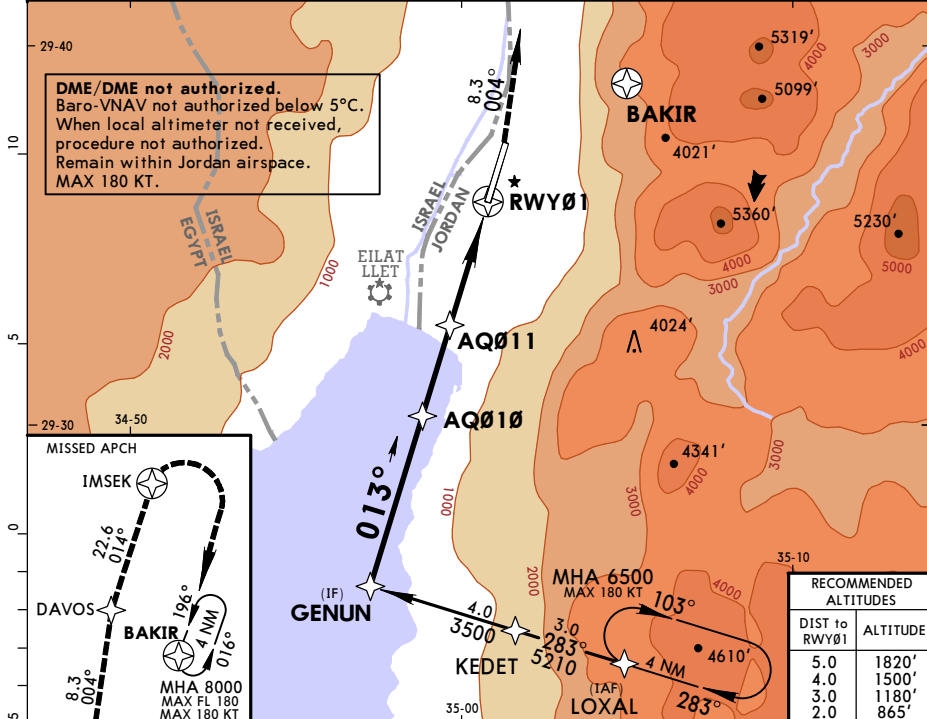 29-40
DME/DME not authorized.
Baro-VNAV not authorized below 5°C.
When local altimeter not received,
procedure not authorized.
Remain within Jordan airspace.
MAX 180 KT.
8.3
004°
5319'
4000
3000
5099'
BAKIR
4021'
10
RWYØ1
ISRAEL
JORDAN
ISRAEL
EGYPT
5360'
5230'
5000
4000
3000
EILAT
LLET
1000
2000
5
AQØ11
4024'
4000
AQØ1Ø
29-30
34-50
4341'
4000
3000
3000
1000
013°
0
5
MISSED APCH
IMSEK
22.6
014°
DAVOS
196°
4 NM
016°
BAKIR
8.3
004°
MHA 8000
MAX FL 180
MAX 180 KT
(IF)
GENUN
4.0
3500
KEDET
3.0
283°
5210
2000
MHA 6500
MAX 180 KT
103°
4000
4610'
4 NM
283°
(IAF)
LOXAL
35-00
35-10
RECOMMENDED
ALTITUDES
DIST to
RWYØ1
ALTITUDE
5.0 1820'
4.0 1500'
3.0 1180'
2.0 865'